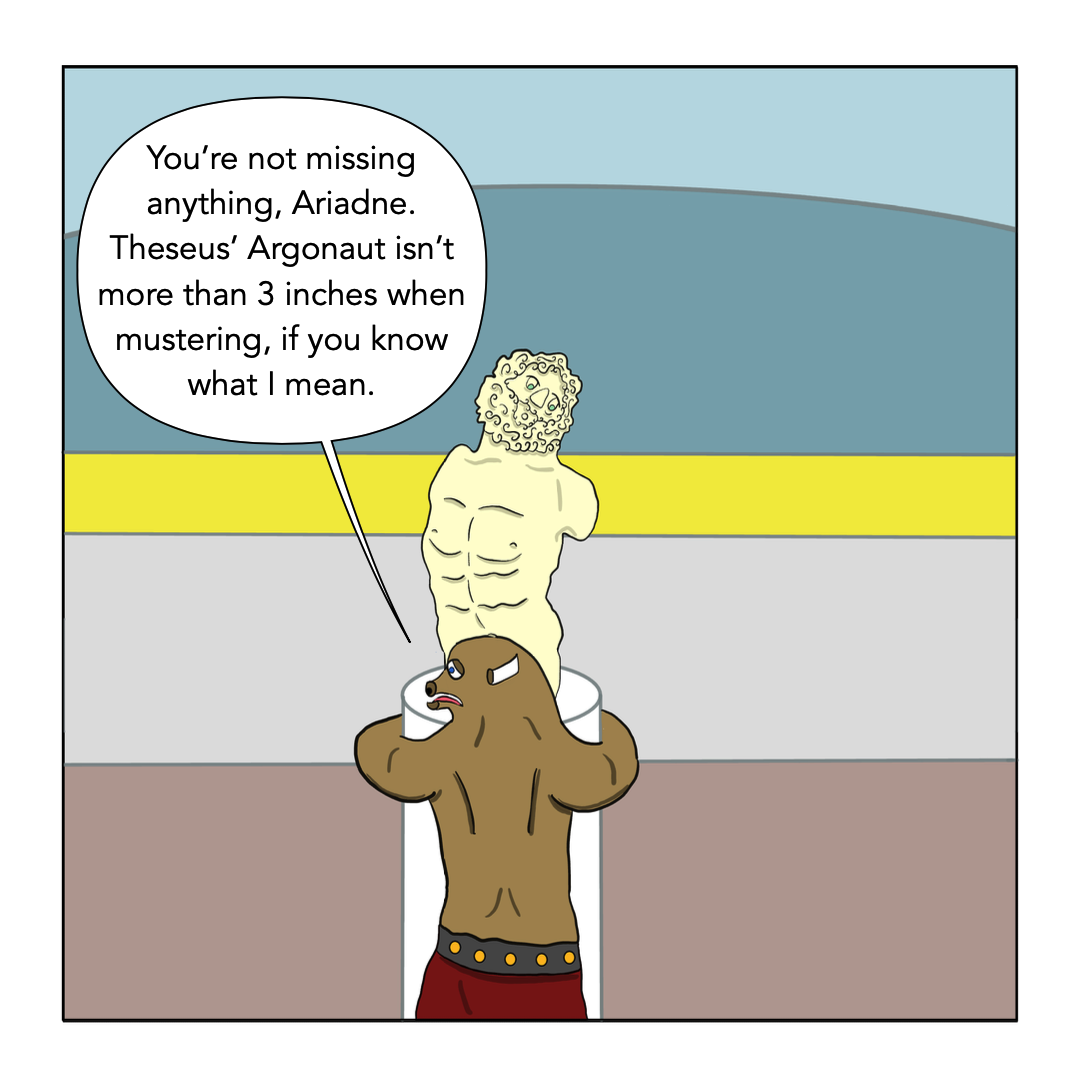 You’re not missing
anything, Ariadne.
Theseus’ Argonaut isn’t
more than 3 inches when
mustering, if you know
what I mean.